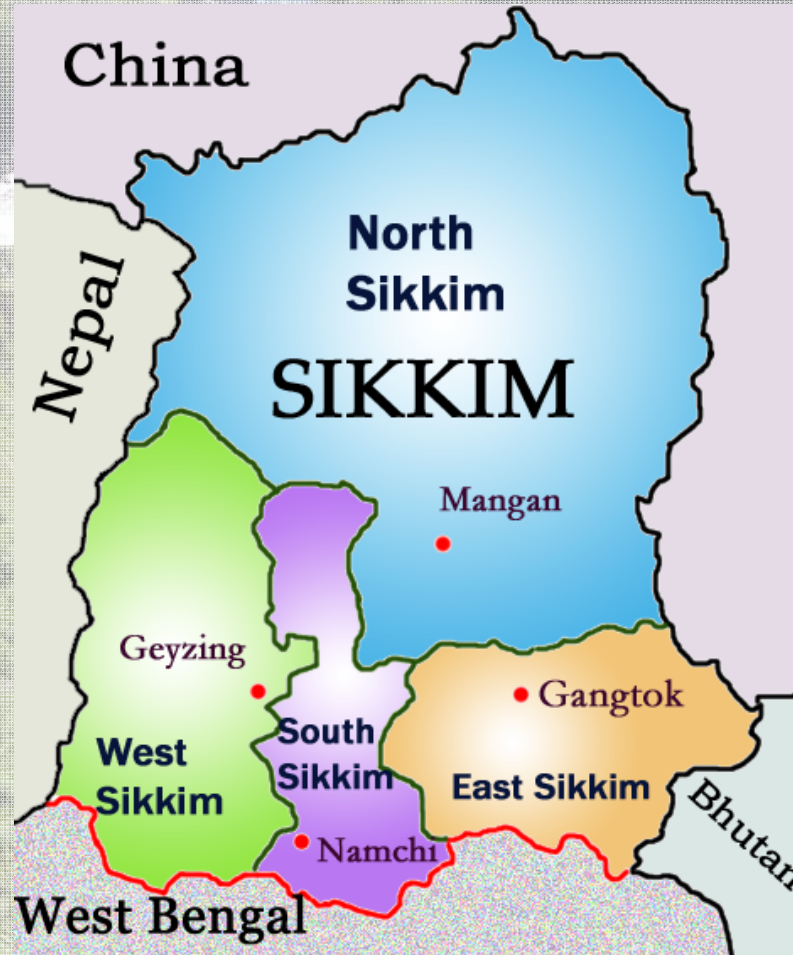 China
North
Sikkim
Nepal
SIKKIM
Mangan
Geyzing
Gangtok
South
Sikkim
West
Sikkim
East Sikkim
Bhutan
Namchi
West Bengal